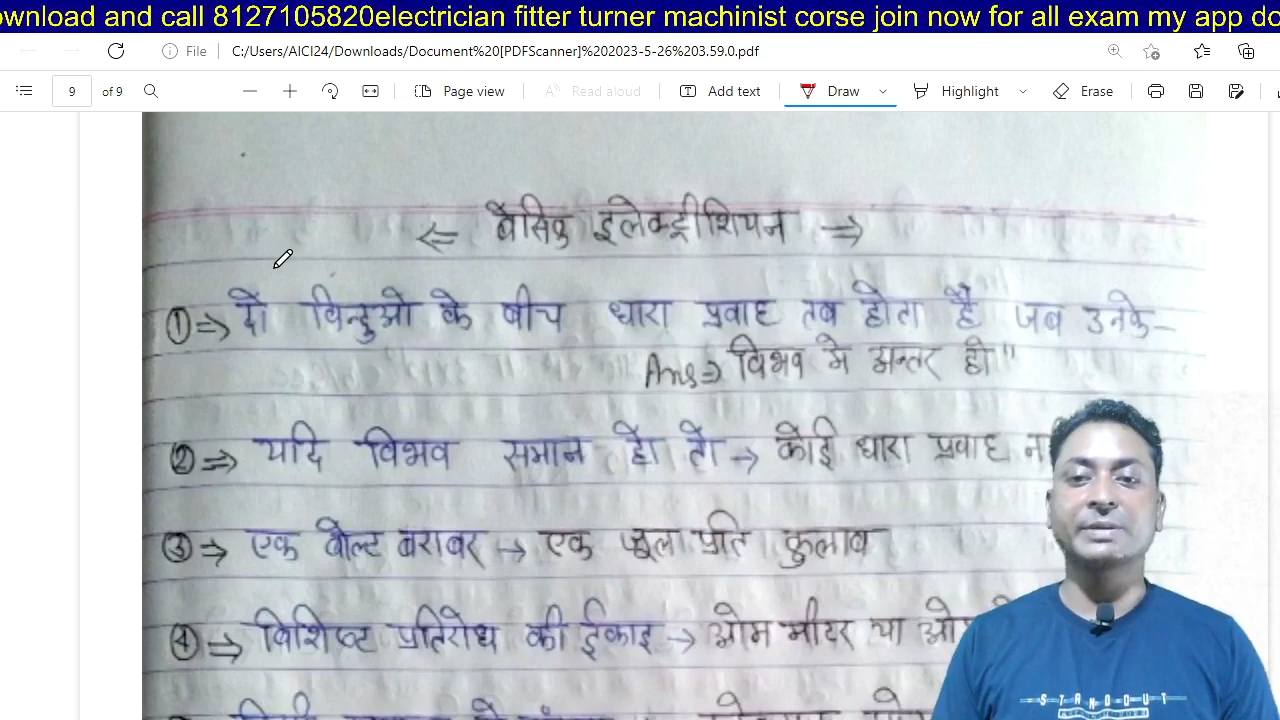 wnload and call 8127105820electrician fitter turner machinist corse join now for all exam my app do
File C:/Users/AICI24/Downloads/Document%20[PDFScanner]%202023-5-26%203.59.0.pdf
9 of 9 Page view Read aloud Add text Draw Highlight Erase
⇐ बैसिक इलेक्ट्रीशियन ⇒
① ⇒ दो विन्दुओ के बीच धारा प्रवाह तब होता है जब उनके–
Ans ⇒ विभव मे अन्तर हो"
② ⇒ यदि विभव समान हो तो → कोई धारा प्रवाह
③ ⇒ एक वोल्ट बराबर → एक जूल प्रति कुलाब
④ ⇒ विशिष्ट प्रतिरोध की ईकाइ → ओम मीटर या
STANDOUT